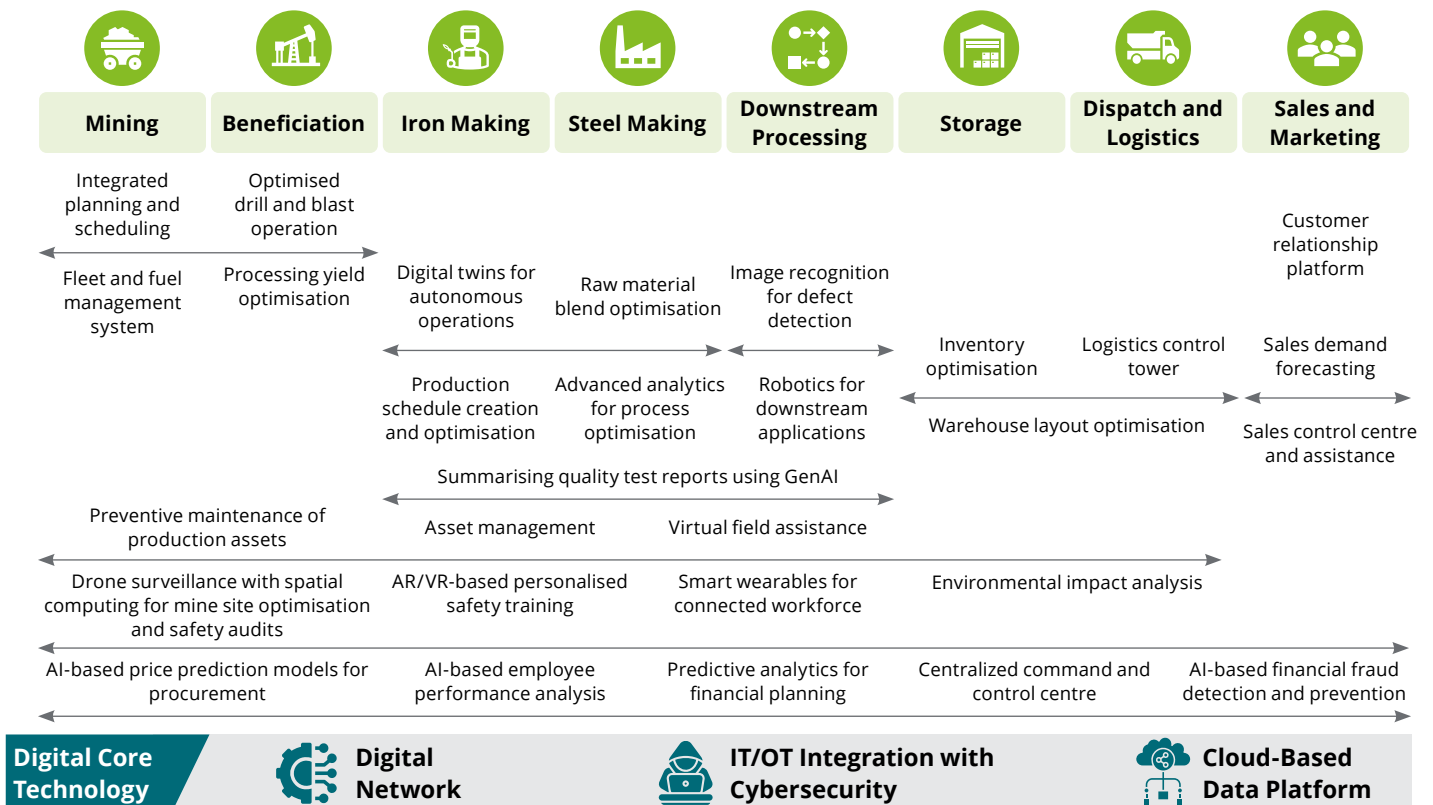 Mining
Beneficiation
Iron Making
Steel Making
Downstream
Processing
Storage
Dispatch and
Logistics
Sales and
Marketing
Integrated
planning and
scheduling
Optimised
drill and blast
operation
Fleet and fuel
management
system
Processing yield
optimisation
Digital twins for
autonomous
operations
Raw material
blend optimisation
Image recognition
for defect
detection
Customer
relationship
platform
Production
schedule creation
and optimisation
Advanced analytics
for process
optimisation
Robotics for
downstream
applications
Inventory
optimisation
Logistics control
tower
Warehouse layout optimisation
Sales demand
forecasting
Sales control centre
and assistance
Summarising quality test reports using GenAI
Preventive maintenance of
production assets
Asset management
Virtual field assistance
Drone surveillance with spatial
computing for mine site optimisation
and safety audits
AR/VR-based personalised
safety training
Smart wearables for
connected workforce
Environmental impact analysis
AI-based price prediction models for
procurement
AI-based employee
performance analysis
Predictive analytics for
financial planning
Centralized command and
control centre
AI-based financial fraud
detection and prevention
Digital Core
Technology
Digital
Network
IT/OT Integration with
Cybersecurity
Cloud-Based
Data Platform